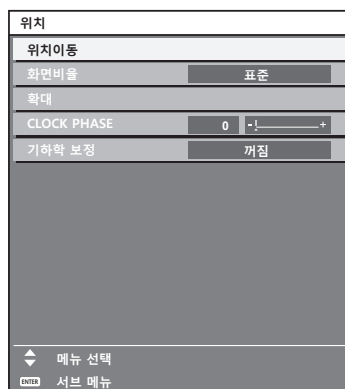 위치
위치이동
화면비율 표준
확대
CLOCK PHASE 0 - +
기하학 보정 꺼짐
메뉴 선택
ENTER 서브 메뉴